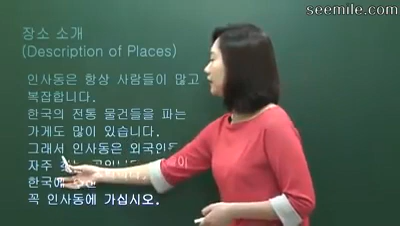 seemile.com
장소 소개
(Description of Places)
인사동은 항상 사람들이 많고
복잡합니다.
한국의 전통 물건들을 파는
가게도 많이 있습니다.
그래서 인사동은
자주
한국에
꼭 인사동에 가십시오.